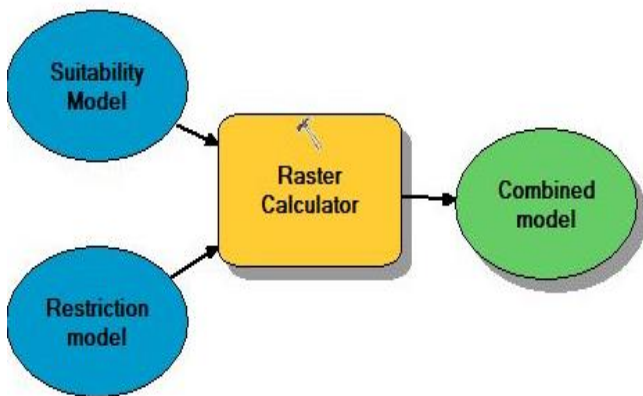 Suitability
Model
Raster
Calculator
Combined
model
Restriction
model